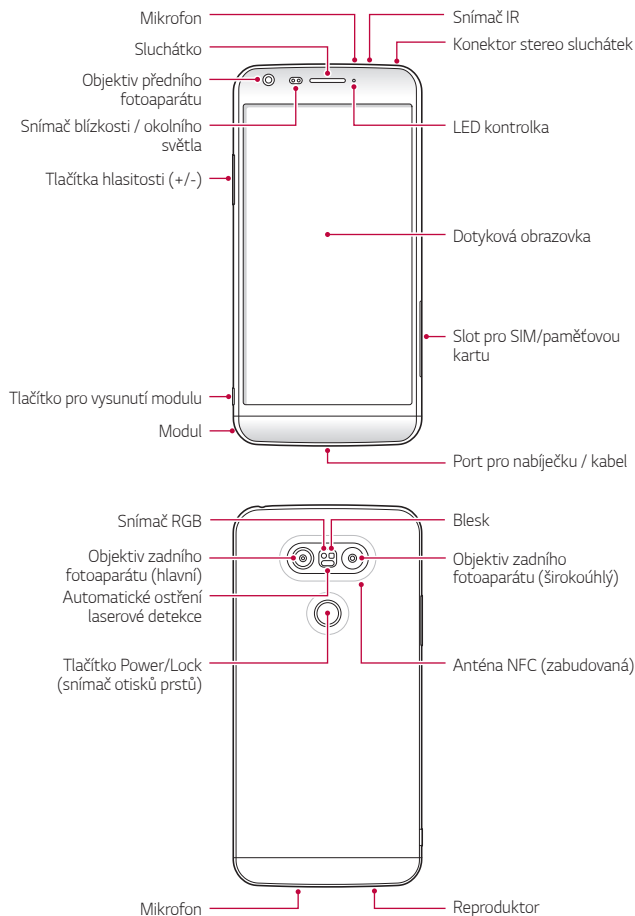 Mikrofon
Sluchátko
Objektiv předního
fotoaparátu
Snímač blízkosti / okolního
světla
Tlačítka hlasitosti (+/-)
Tlačítko pro vysunutí modulu
Modul
Snímač IR
Konektor stereo sluchátek
LED kontrolka
Dotyková obrazovka
Slot pro SIM/paměťovou
kartu
Port pro nabíječku / kabel
Snímač RGB
Objektiv zadního
fotoaparátu (hlavní)
Automatické ostření
laserové detekce
Tlačítko Power/Lock
(snímač otisků prstů)
Mikrofon
Blesk
Objektiv zadního
fotoaparátu (širokoúhlý)
Anténa NFC (zabudovaná)
Reproduktor